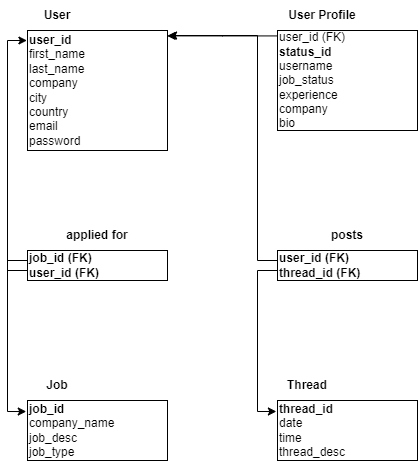 User
user_id
first_name
last_name
company
city
country
email
password
User Profile
user_id (FK)
status_id
username
job_status
experience
company
bio
applied for
job_id (FK)
user_id (FK)
posts
user_id (FK)
thread_id (FK)
Job
job_id
company_name
job_desc
job_type
Thread
thread_id
date
time
thread_desc